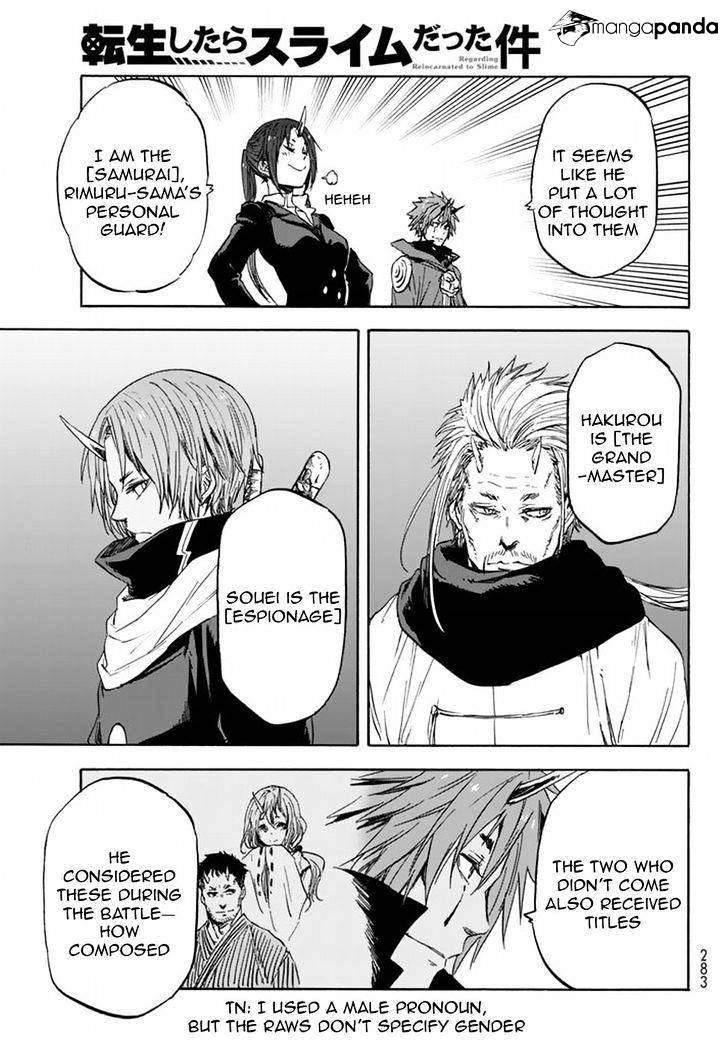 転生したらスライムだった件
Regarding
Reincarnated to Slime
mangapanda
IT SEEMS
LIKE HE
PUT A LOT
OF THOUGHT
INTO THEM
HEHEH
I AM THE
[SAMURAI],
RIMURU-SAMA'S
PERSONAL
GUARD!
HAKUROU
IS [THE
GRAND
-MASTER]
SOUEI IS THE
[ESPIONAGE]
THE TWO WHO
DIDN'T COME
ALSO RECEIVED
TITLES
HE
CONSIDERED
THESE DURING
THE BATTLE—
HOW
COMPOSED
283
TN: I USED A MALE PRONOUN,
BUT THE RAWS DON'T SPECIFY GENDER